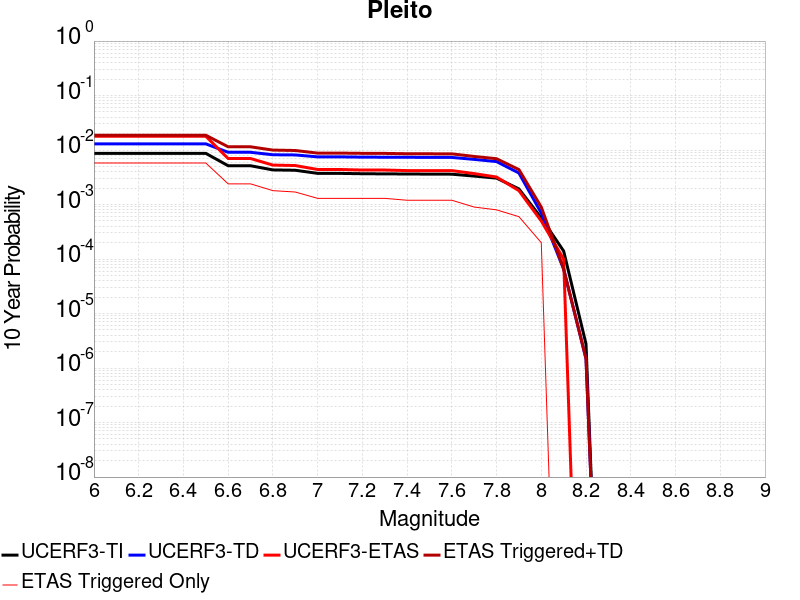 Pleito
10^0
10^-1
10^-2
10^-3
10^-4
10^-5
10^-6
10^-7
10^-8
10 Year Probability
6 6.2 6.4 6.6 6.8 7 7.2 7.4 7.6 7.8 8 8.2 8.4 8.6 8.8 9
Magnitude
UCERF3-TI UCERF3-TD UCERF3-ETAS ETAS Triggered+TD
ETAS Triggered Only